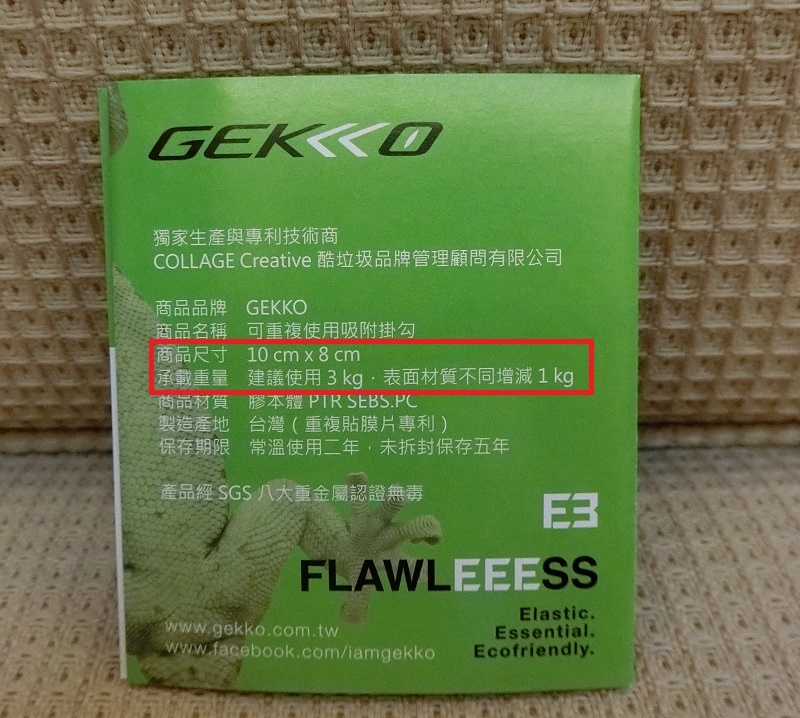 GEKKO
獨家生產與專利技術商
COLLAGE Creative 酷垃圾品牌管理顧問有限公司
商品品牌 GEKKO
商品名稱 可重複使用吸附掛勾
商品尺寸 10 cm x 8 cm
承載重量 建議使用 3 kg．表面材質不同增減 1 kg
商品材質 膠本體 PTR SEBS.PC
製造產地 台灣（重複貼膜片專利）
保存期限 常溫使用二年，未拆封保存五年
產品經 SGS 八大重金屬認證無毒
E3
FLAWLEEESS
Elastic.
Essential.
Ecofriendly.
www.gekko.com.tw
www.facebook.com/iamgekko